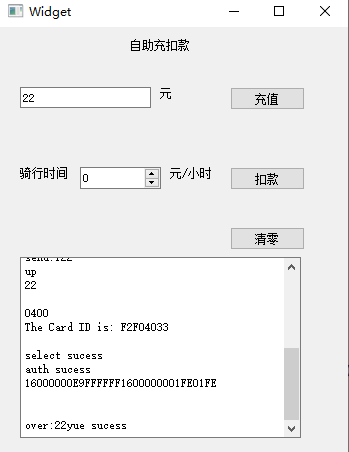 Widget
自助充扣款
22 元 充值
骑行时间 0 元/小时 扣款
清零
send:122
up
22
0400
The Card ID is: F2F04033
select sucess
auth sucess
16000000E9FFFFFF1600000001FE01FE
over:22yue sucess